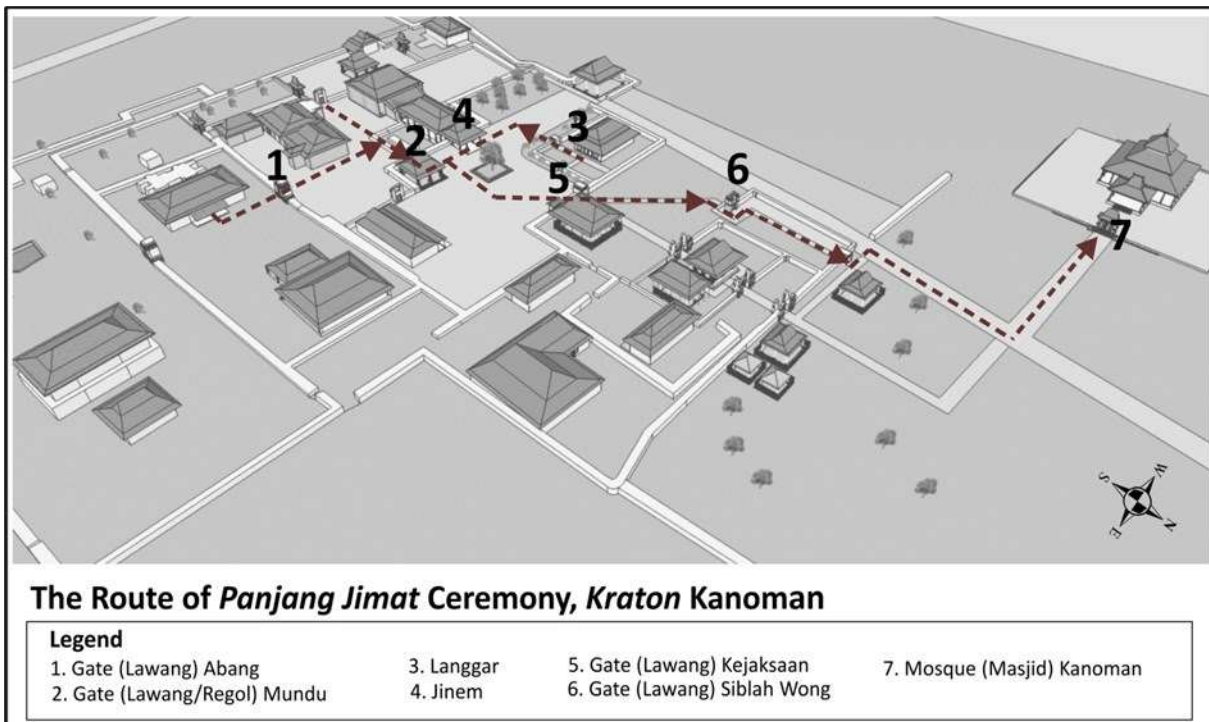 1
2
4
3
5
6
7
S
W
E
N
The Route of Panjang Jimat Ceremony, Kraton Kanoman
Legend
1. Gate (Lawang) Abang
2. Gate (Lawang/Regol) Mundu
3. Langgar
4. Jinem
5. Gate (Lawang) Kejaksaan
6. Gate (Lawang) Siblah Wong
7. Mosque (Masjid) Kanoman